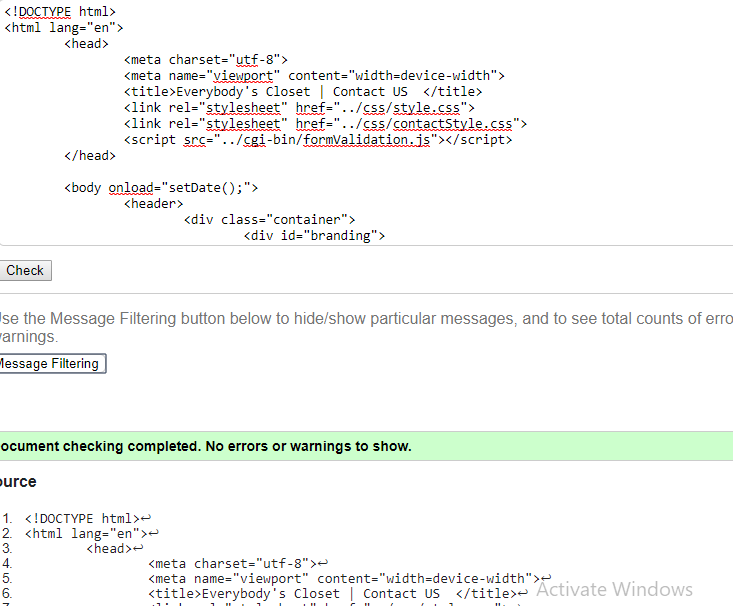 <!DOCTYPE html>
<html lang="en">
<head>
<meta charset="utf-8">
<meta name="viewport" content="width=device-width">
<title>Everybody's Closet | Contact US  </title>
<link rel="stylesheet" href="../css/style.css">
<link rel="stylesheet" href="../css/contactStyle.css">
<script src="../cgi-bin/formValidation.js"></script>
</head>
<body onload="setDate();">
<header>
<div class="container">
<div id="branding">
Check
se the Message Filtering button below to hide/show particular messages, and to see total counts of erro
arnings.
Message Filtering
ocument checking completed. No errors or warnings to show.
ource
1. <!DOCTYPE html>↩
2. <html lang="en">↩
3. <head>↩
4. <meta charset="utf-8">↩
5. <meta name="viewport" content="width=device-width">↩
6. <title>Everybody's Closet | Contact US  </title>↩
Activate Windows